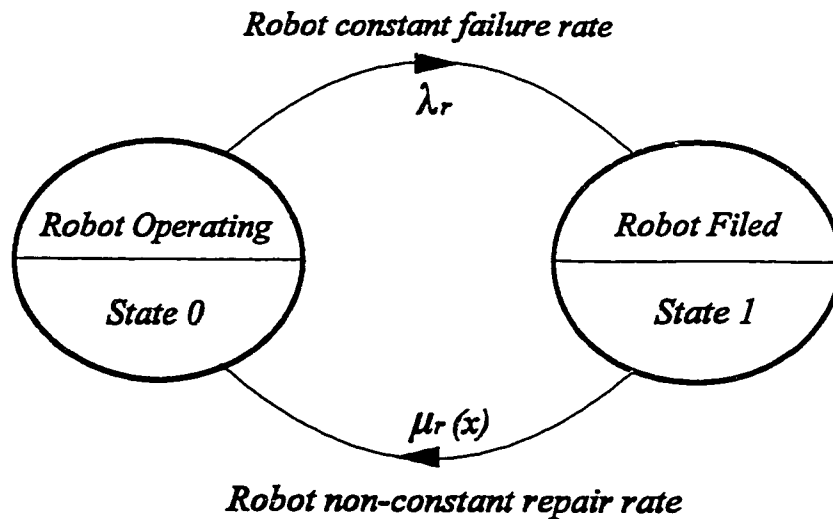 Robot constant failure rate
λr
Robot Operating
State 0
Robot Filed
State 1
μr (x)
Robot non-constant repair rate